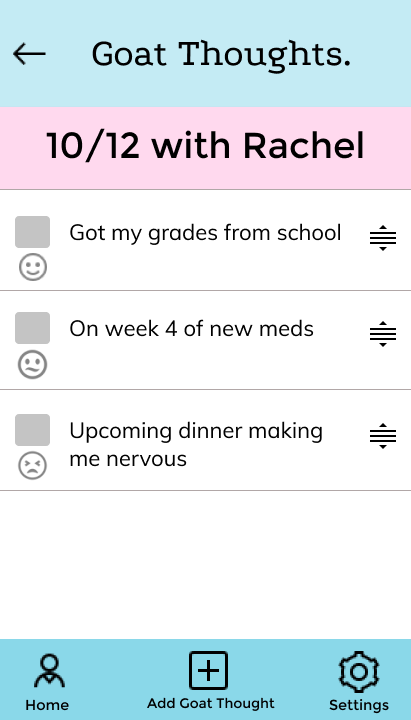 Goat Thoughts.
10/12 with Rachel
Got my grades from school
On week 4 of new meds
Upcoming dinner making
me nervous
Home
Add Goat Thought
Settings